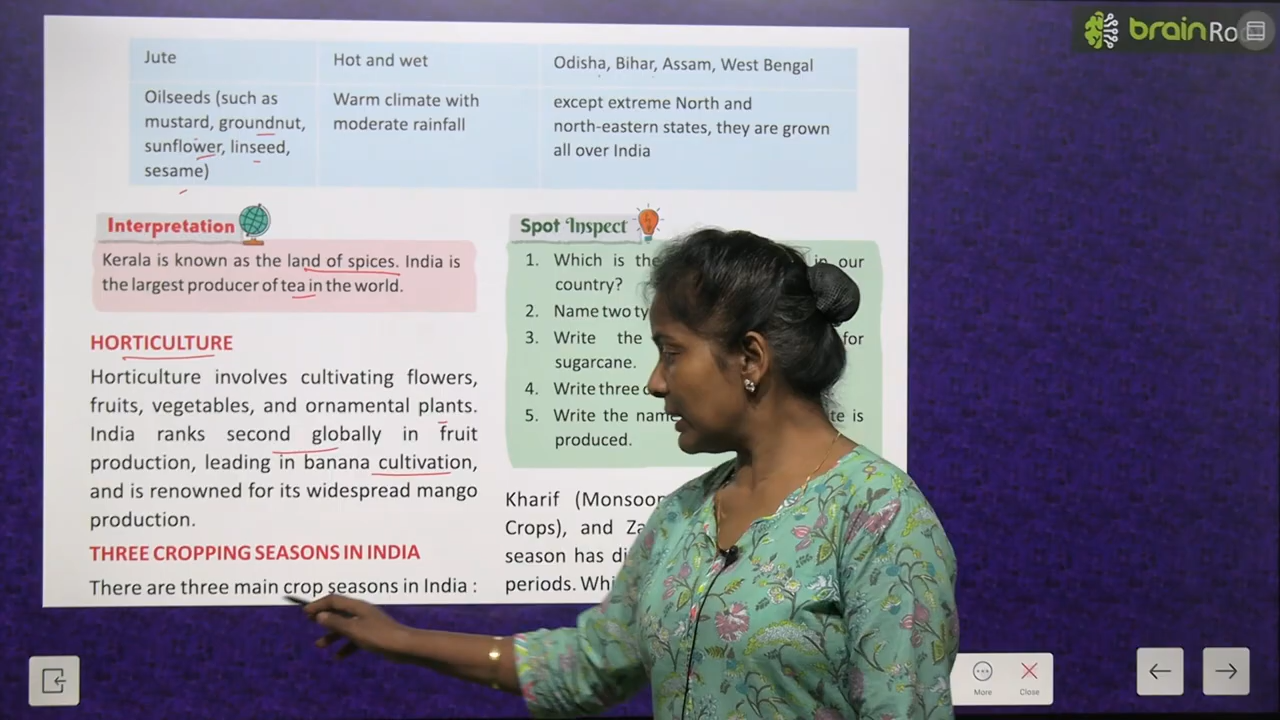 brainRo
Jute
Hot and wet
Odisha, Bihar, Assam, West Bengal
Oilseeds (such as
mustard, groundnut,
sunflower, linseed,
sesame)
Warm climate with
moderate rainfall
except extreme North and
north-eastern states, they are grown
all over India
Interpretation
Kerala is known as the land of spices. India is
the largest producer of tea in the world.
HORTICULTURE
Horticulture involves cultivating flowers,
fruits, vegetables, and ornamental plants.
India ranks second globally in fruit
production, leading in banana cultivation,
and is renowned for its widespread mango
production.
THREE CROPPING SEASONS IN INDIA
There are three main crop seasons in India :
Spot Inspect
1. Which is the in our
country?
2. Name two
3. Write the for
sugarcane.
4. Write three
5. Write the is
produced.
Kharif (Monsoon
Crops), and
season has
periods.
More
Close